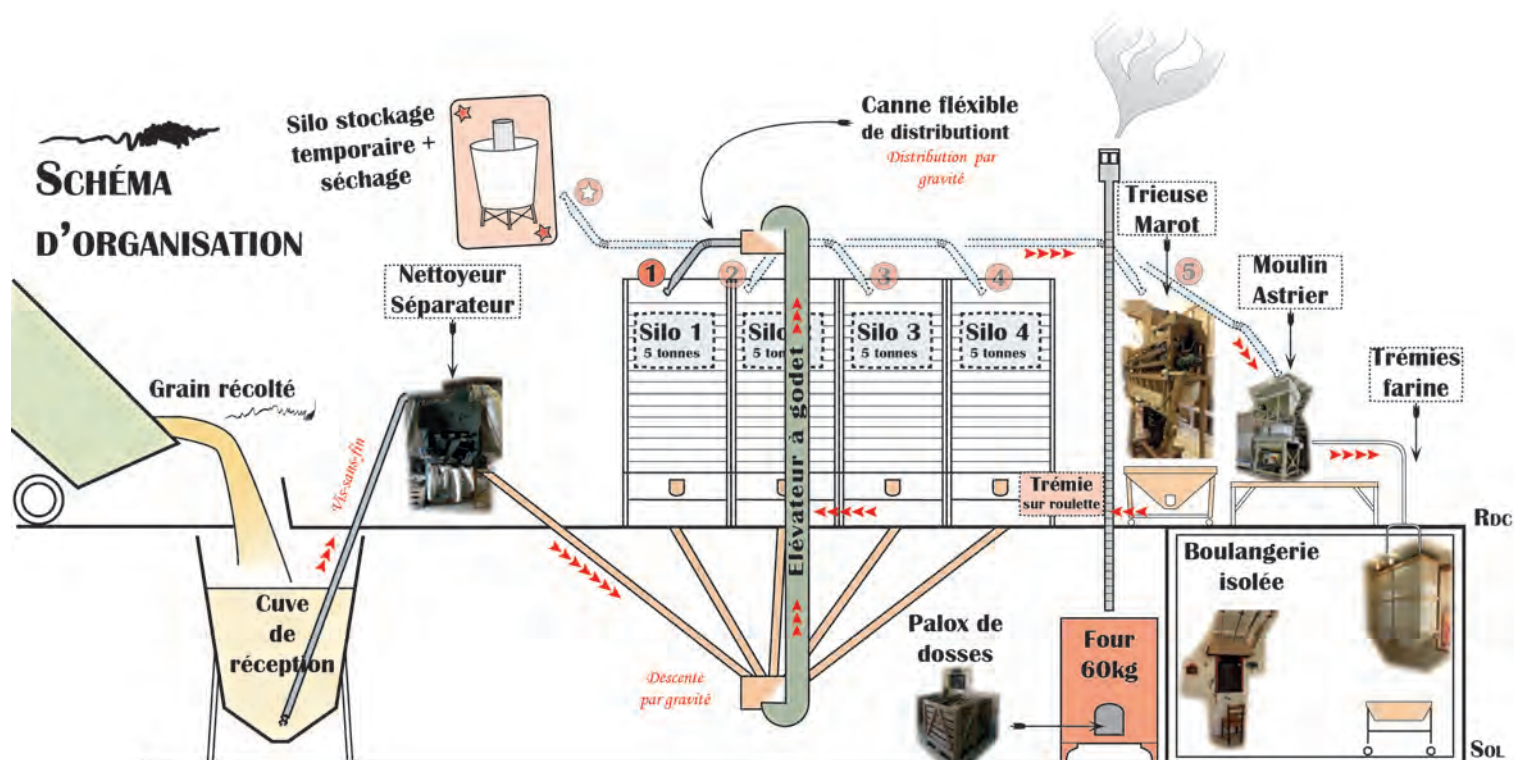 SCHÉMA
D'ORGANISATION
Silo stockage
temporaire +
séchage
Canne fléxible
de distributiont
Distribution par
gravité
Trieuse
Marot
Nettoyeur
Séparateur
1
2
3
4
5
Moulin
Astrier
Silo 1
5 tonnes
Silo
5 tonn
Silo 3
5 tonnes
Silo 4
5 tonnes
Trémies
farine
Grain récolté
Vis-sans-fin
Elévateur à godet
Trémie
sur roulette
RDC
Cuve
de
réception
Boulangerie
isolée
Palox de
dosses
Four
60kg
Descente
par gravité
SOL